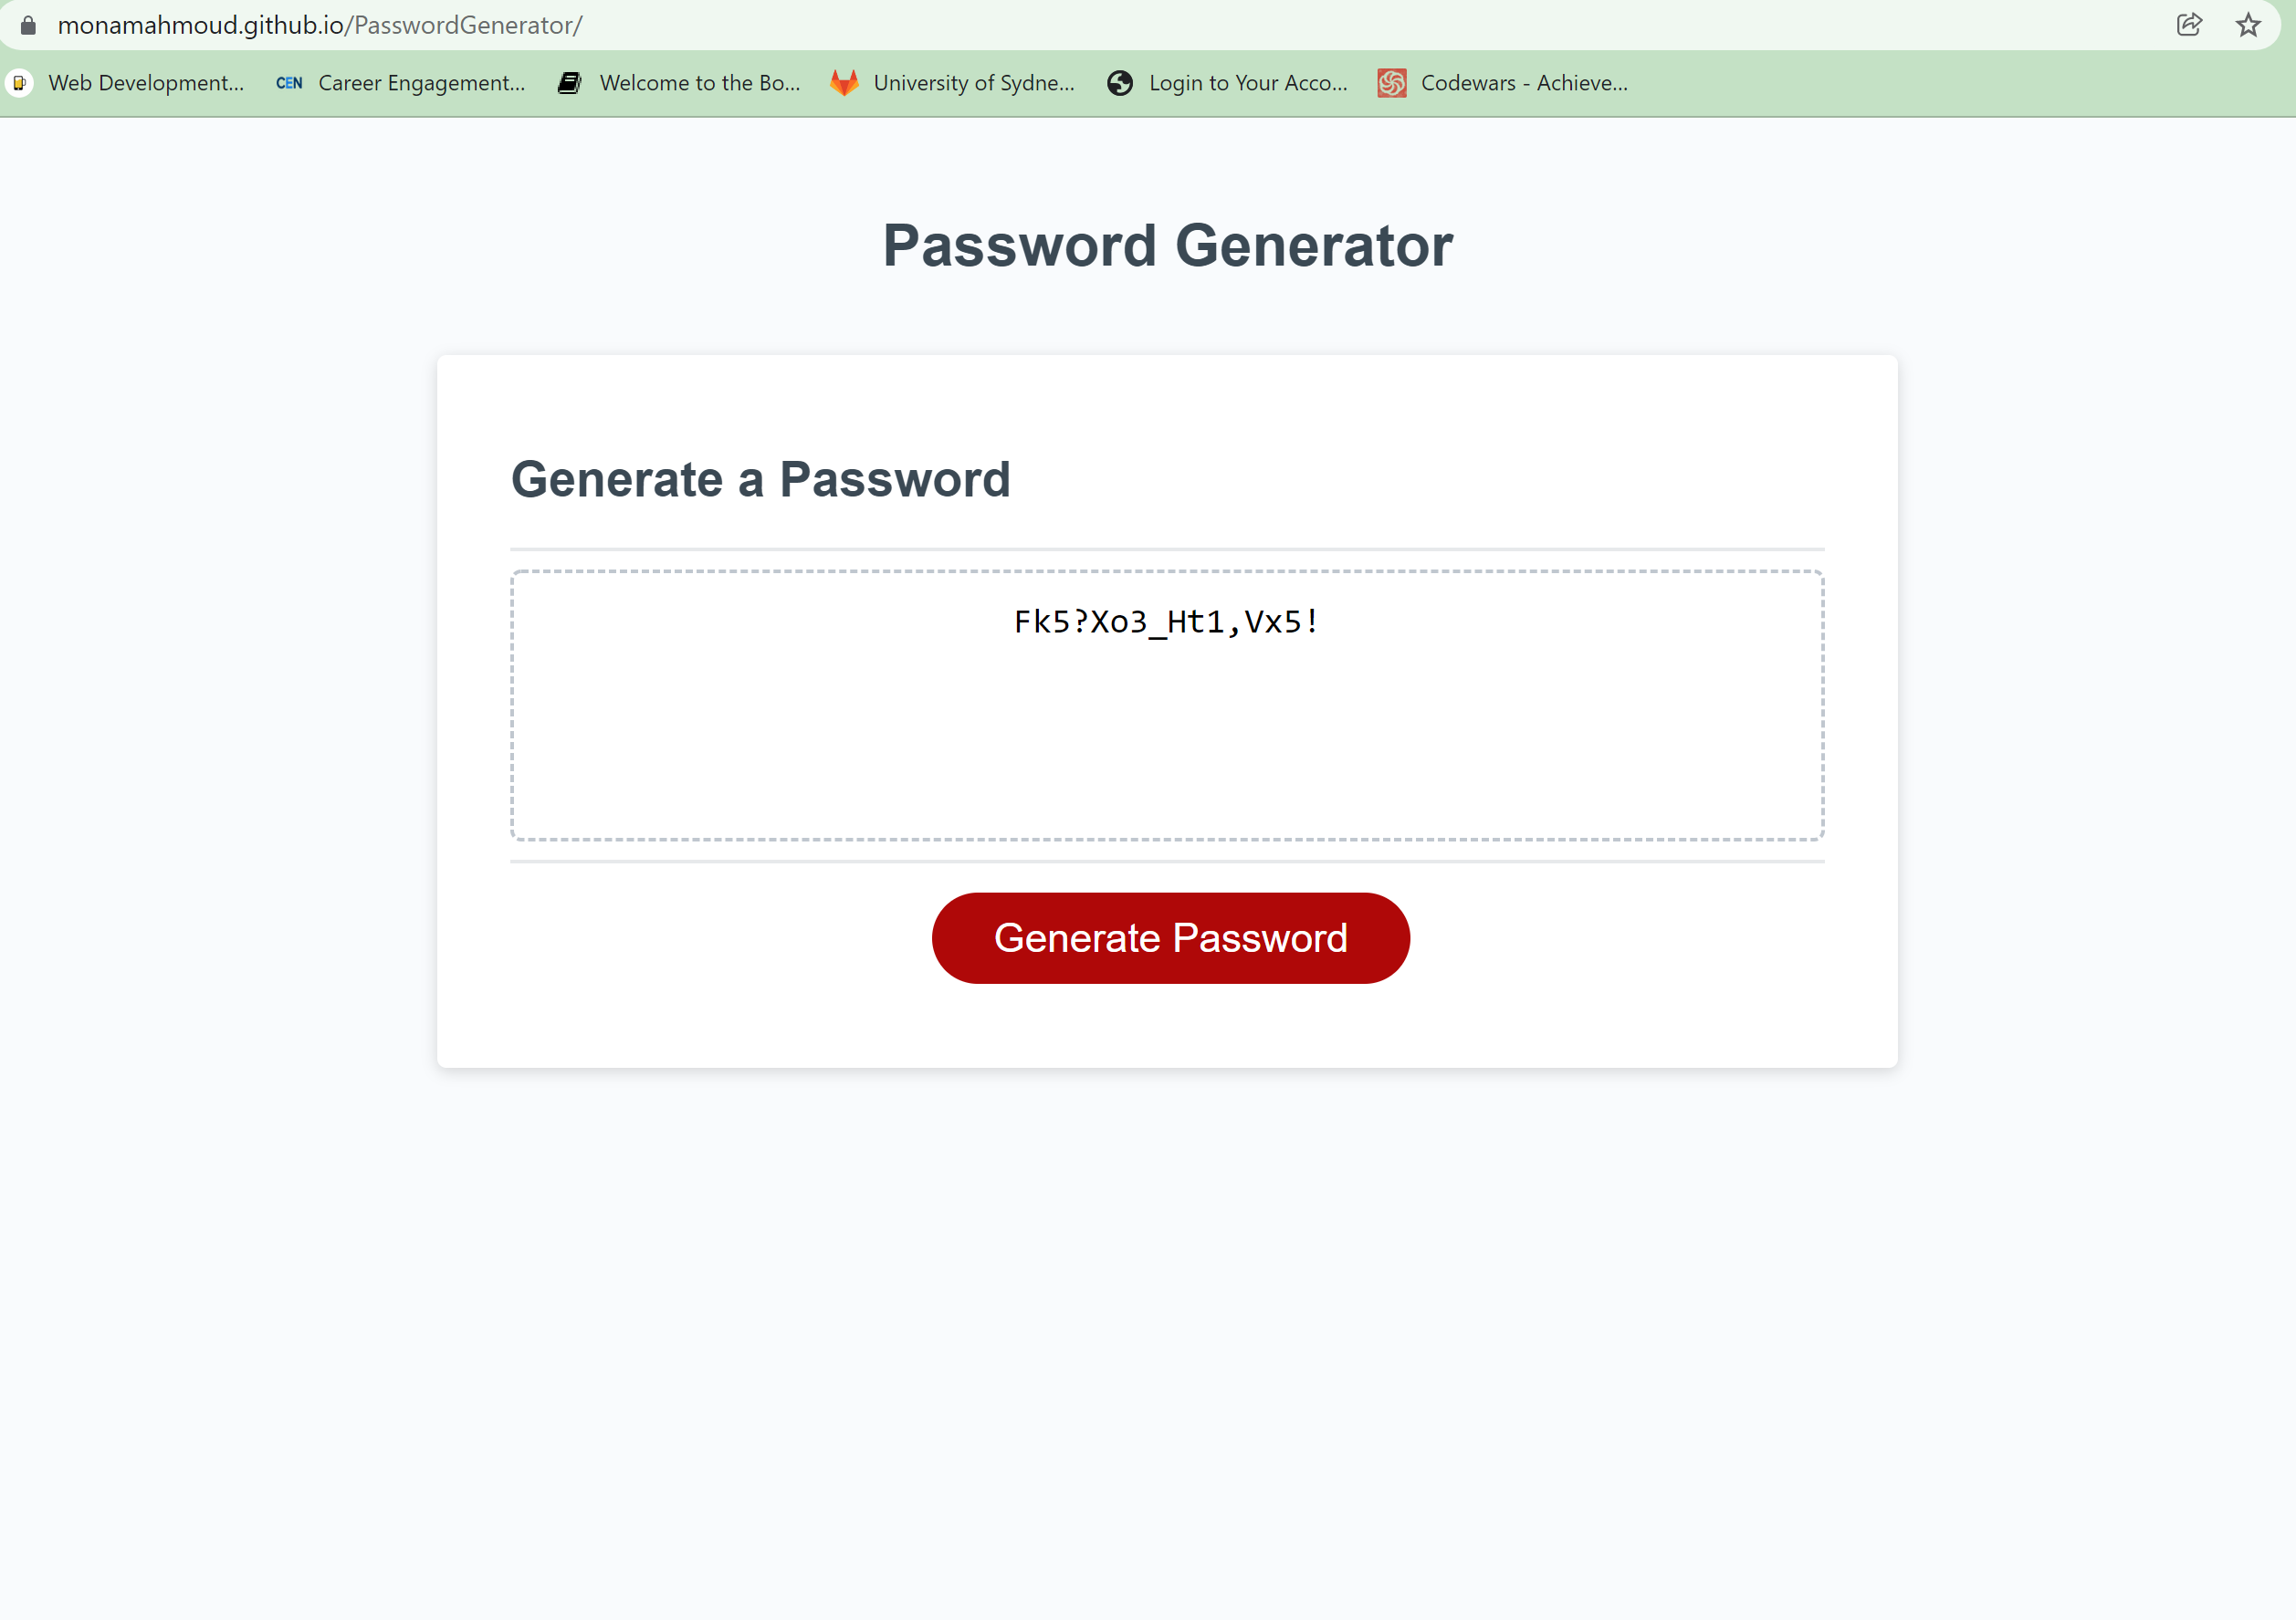 monamahmoud.github.io/PasswordGenerator/
Web Development... CEN Career Engagement... Welcome to the Bo... University of Sydne... Login to Your Acco... Codewars - Achieve...
Password Generator
Generate a Password
Fk5?Xo3_Ht1,Vx5!
Generate Password